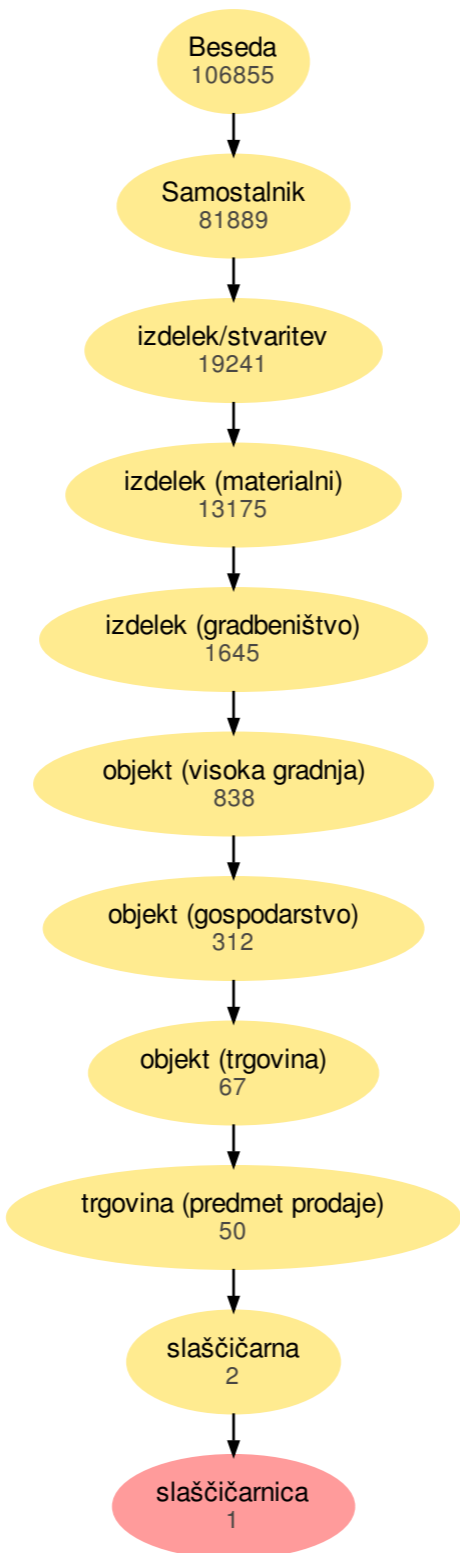 Beseda
106855
Samostalnik
81889
izdelek/stvaritev
19241
izdelek (materialni)
13175
izdelek (gradbeništvo)
1645
objekt (visoka gradnja)
838
objekt (gospodarstvo)
312
objekt (trgovina)
67
trgovina (predmet prodaje)
50
slaščičarna
2
slaščičarnica
1